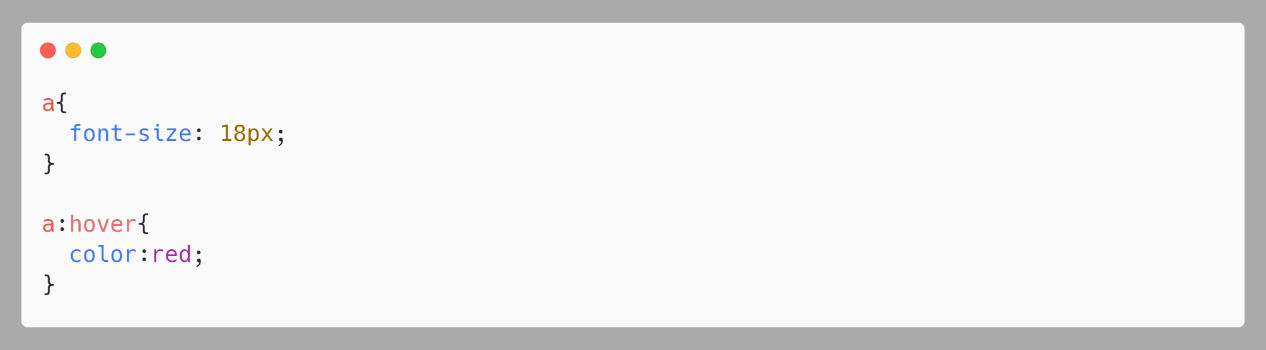 a{
  font-size: 18px;
}

a:hover{
  color:red;
}